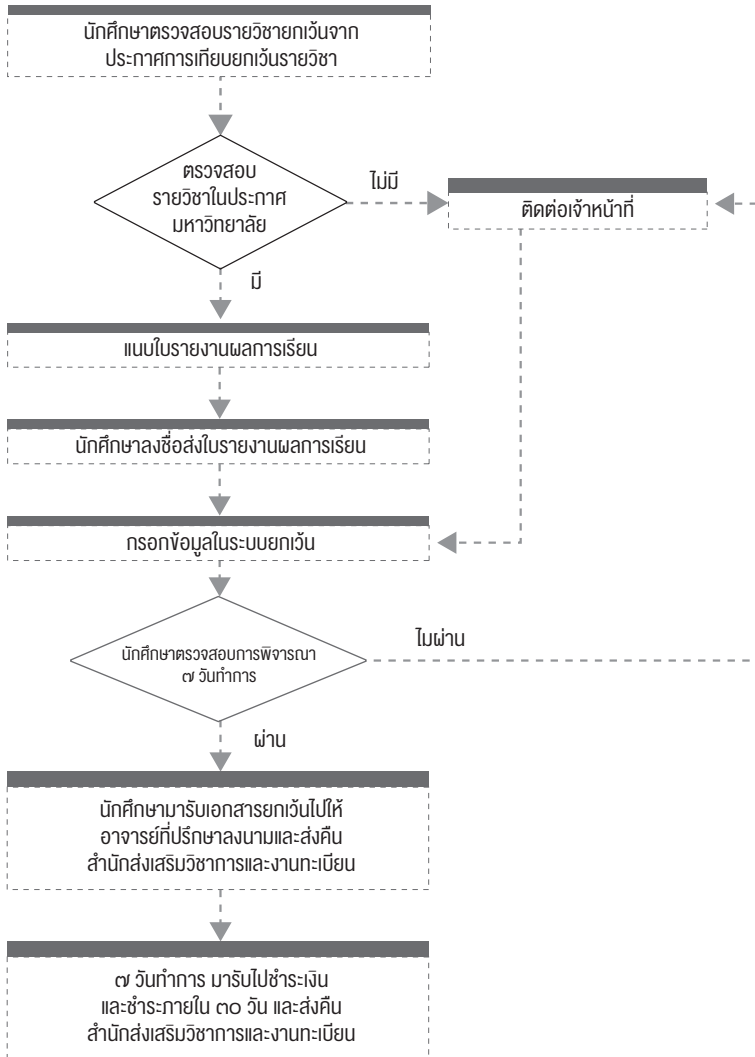 นักศึกษาตรวจสอบรายวิชายกเว้นจาก
ประกาศการเทียบยกเว้นรายวิชา
ตรวจสอบ
รายวิชาในประกาศ
มหาวิทยาลัย
ไม่มี
ติดต่อเจ้าหน้าที่
มี
แนบใบรายงานผลการเรียน
นักศึกษาลงชื่อส่งใบรายงานผลการเรียน
กรอกข้อมูลในระบบยกเว้น
นักศึกษาตรวจสอบการพิจารณา
๗ วันทำการ
ไมผ่าน
ผ่าน
นักศึกษามารับเอกสารยกเว้นไปให้
อาจารย์ที่ปรึกษาลงนามและส่งคืน
สำนักส่งเสริมวิชาการและงานทะเบียน
๗ วันทำการ มารับไปชำระเงิน
และชำระภายใน ๓๐ วัน และส่งคืน
สำนักส่งเสริมวิชาการและงานทะเบียน